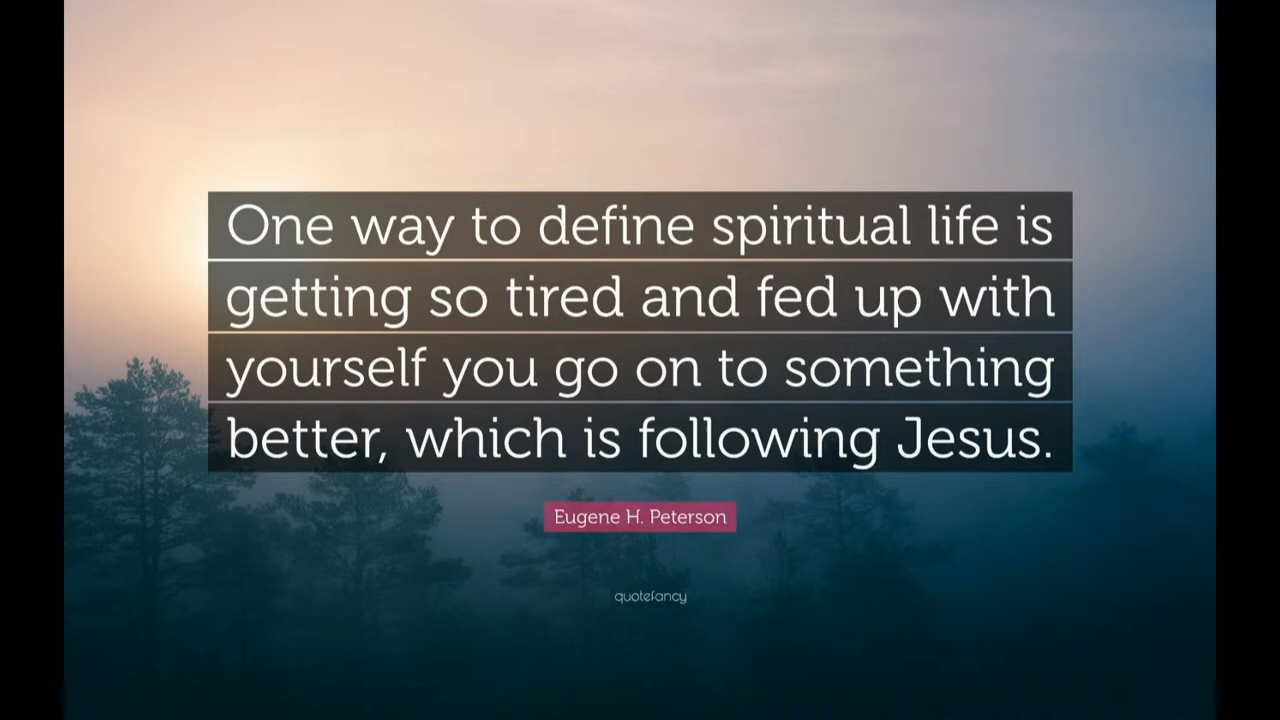 One way to define spiritual life is
getting so tired and fed up with
yourself you go on to something
better, which is following Jesus.
Eugene H. Peterson
quotefancy